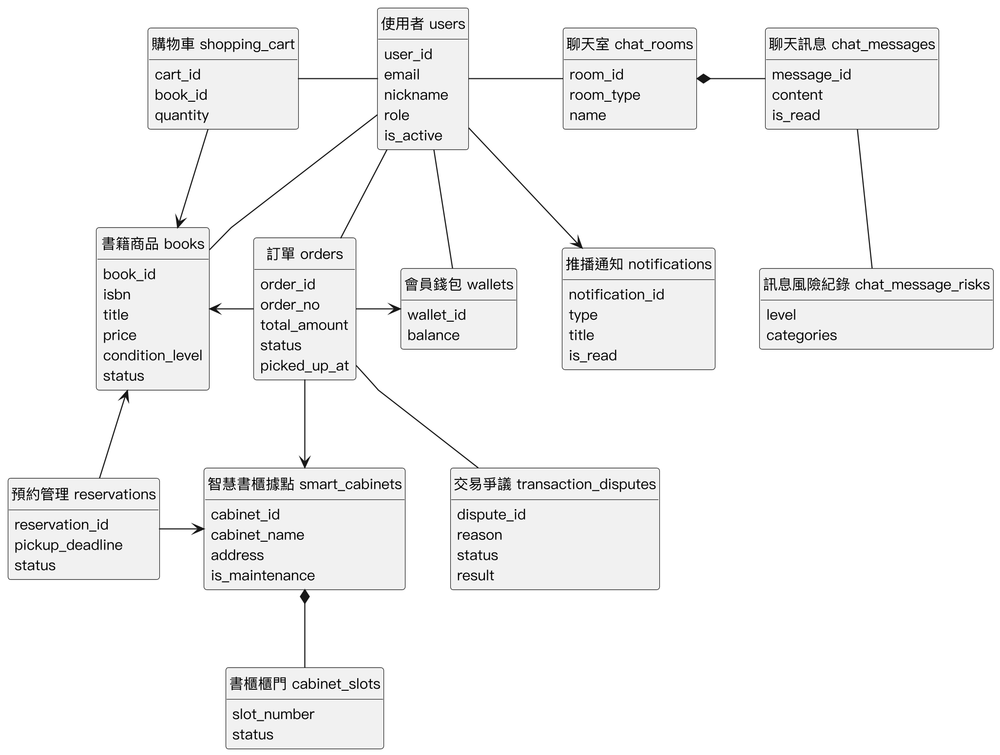 使用者 users
user_id
email
nickname
role
is_active
購物車 shopping_cart
cart_id
book_id
quantity
聊天室 chat_rooms
room_id
room_type
name
聊天訊息 chat_messages
message_id
content
is_read
書籍商品 books
book_id
isbn
title
price
condition_level
status
訂單 orders
order_id
order_no
total_amount
status
picked_up_at
會員錢包 wallets
wallet_id
balance
推播通知 notifications
notification_id
type
title
is_read
訊息風險紀錄 chat_message_risks
level
categories
預約管理 reservations
reservation_id
pickup_deadline
status
智慧書櫃據點 smart_cabinets
cabinet_id
cabinet_name
address
is_maintenance
交易爭議 transaction_disputes
dispute_id
reason
status
result
書櫃櫃門 cabinet_slots
slot_number
status